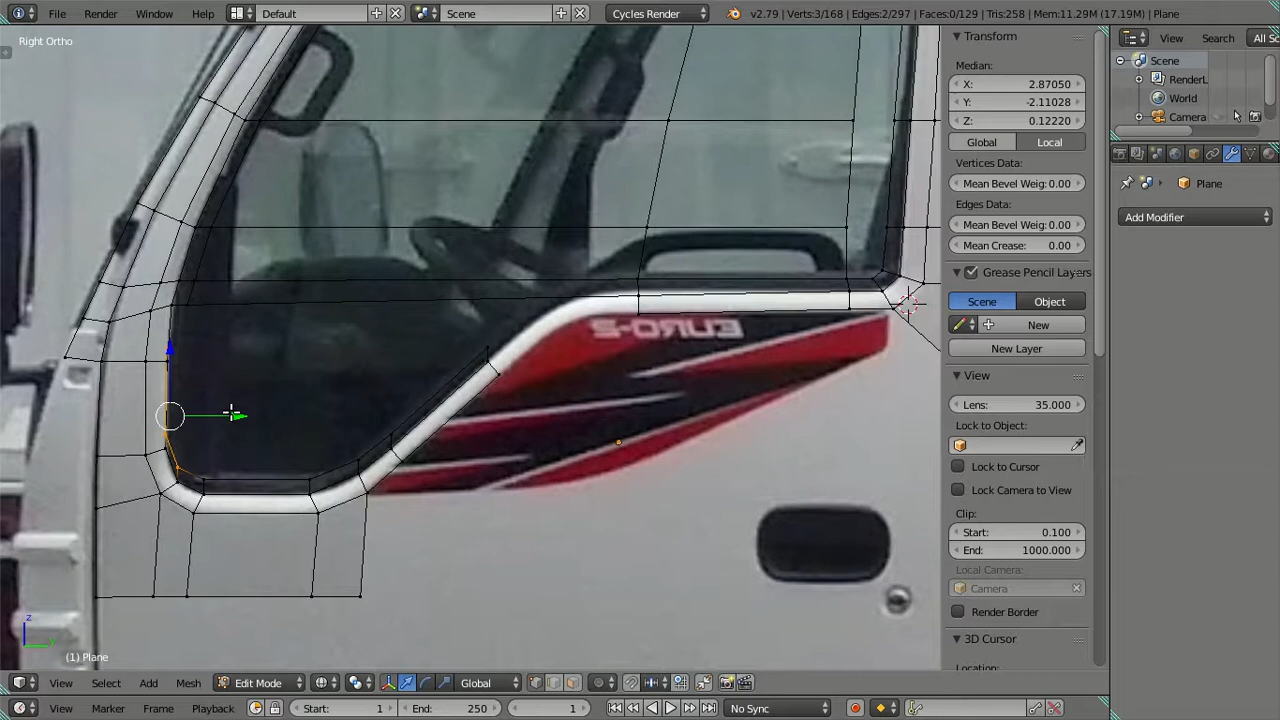 File Render Window Help Default Scene Cycles Render v2.79 | Verts:3/168 | Edges:2/297 | Faces:0/129 | Tris:258 | Mem:11.29M (17.19M) | Plane
Right Ortho
Transform
View Search All Sc
Scene
RenderL
World
Camera
Median:
X: 2.87050
Y: -2.11028
Z: 0.12220
Global Local
Vertices Data:
Mean Bevel Weig: 0.00
Edges Data:
Mean Bevel Weig: 0.00
Mean Crease: 0.00
Grease Pencil Layers
Scene Object
New
New Layer
View
Lens: 35.000
Lock to Object:
Lock to Cursor
Lock Camera to View
Clip:
Start: 0.100
End: 1000.000
Local Camera:
Camera
Render Border
3D Cursor
Location:
Plane
Add Modifier
EURO-2
z
y
(1) Plane
View Select Add Mesh Edit Mode Global
View Marker Frame Playback Start: 1 End: 250 1 No Sync